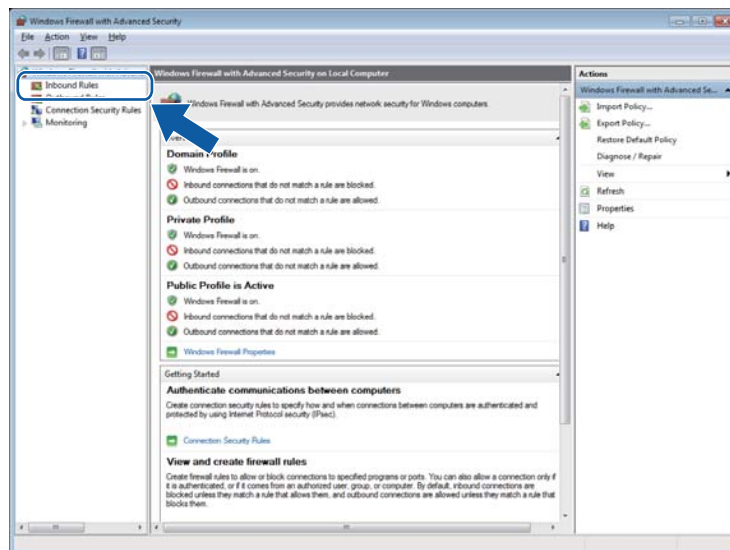 Windows Firewall with Advanced Security
File Action View Help
Inbound Rules
Connection Security Rules
Monitoring
Windows Firewall with Advanced Security on Local Computer
Windows Firewall with Advanced Security provides network security for Windows computers.
Domain Profile
Windows Firewall is on.
Inbound connections that do not match a rule are blocked.
Outbound connections that do not match a rule are allowed.
Private Profile
Windows Firewall is on.
Inbound connections that do not match a rule are blocked.
Outbound connections that do not match a rule are allowed.
Public Profile is Active
Windows Firewall is on.
Inbound connections that do not match a rule are blocked.
Outbound connections that do not match a rule are allowed.
Windows Firewall Properties
Getting Started
Authenticate communications between computers
Create connection security rules to specify how and when connections between computers are authenticated and
protected by using Internet Protocol security (IPsec).
Connection Security Rules
View and create firewall rules
Create firewall rules to allow or block connections to specified programs or ports. You can also allow a connection only if
it is authenticated, or if it comes from an authorized user, group, or computer. By default, inbound connections are
blocked unless they match a rule that allows them, and outbound connections are allowed unless they match a rule that
blocks them.
Actions
Windows Firewall with Advanced Se...
Import Policy...
Export Policy...
Restore Default Policy
Diagnose / Repair
View
Refresh
Properties
Help